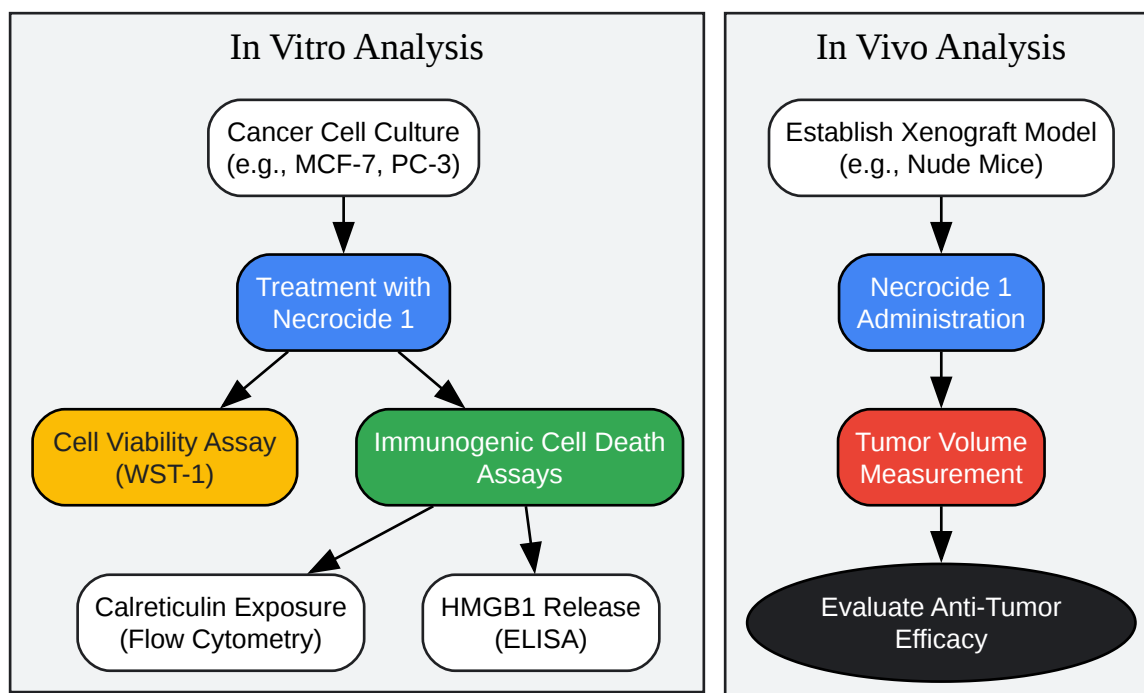 In Vitro Analysis
Cancer Cell Culture
(e.g., MCF-7, PC-3)
Treatment with
Necrocide 1
Cell Viability Assay
(WST-1)
Immunogenic Cell Death
Assays
Calreticulin Exposure
(Flow Cytometry)
HMGB1 Release
(ELISA)
In Vivo Analysis
Establish Xenograft Model
(e.g., Nude Mice)
Necrocide 1
Administration
Tumor Volume
Measurement
Evaluate Anti-Tumor
Efficacy